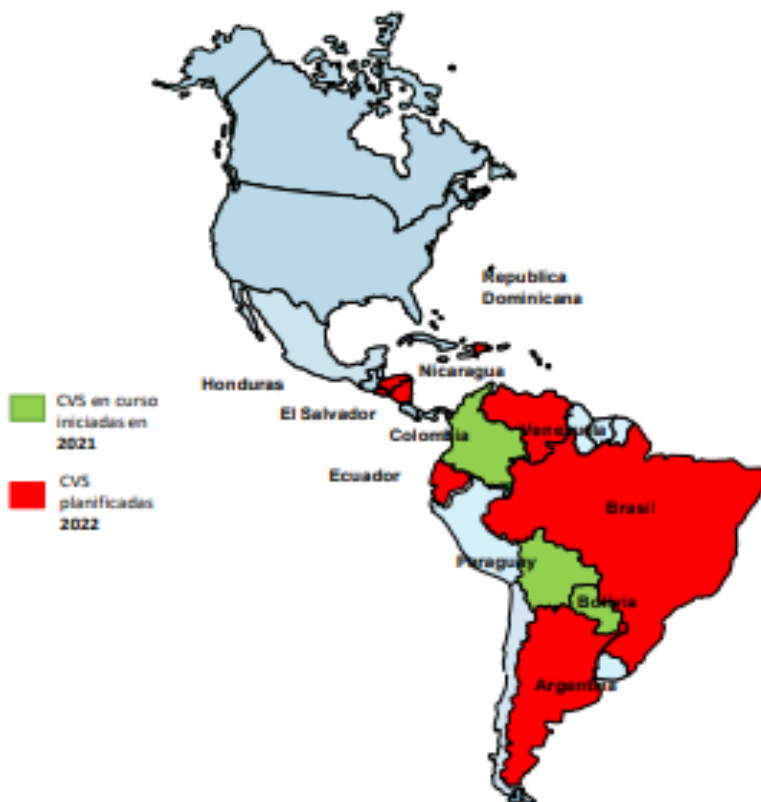 Republica
Dominicana
Nicaragua
Honduras
El Salvador
Colombia
Venezuela
Ecuador
Brasil
Paraguay
Bolivia
Argentina
CVS en curso
iniciadas en
2021
CVS
planificadas
2022